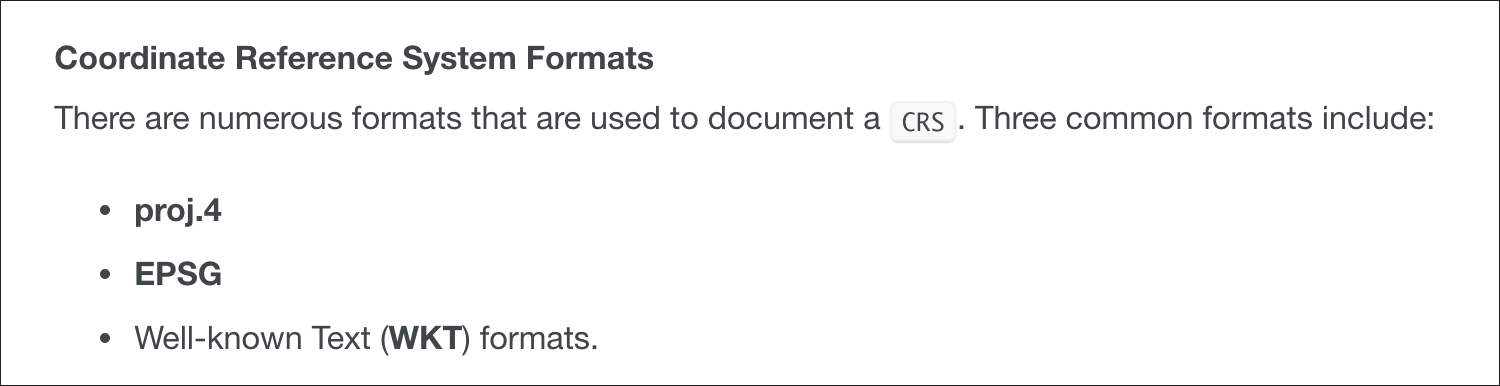 Coordinate Reference System Formats
There are numerous formats that are used to document a CRS. Three common formats include:
• proj.4
• EPSG
• Well-known Text (WKT) formats.